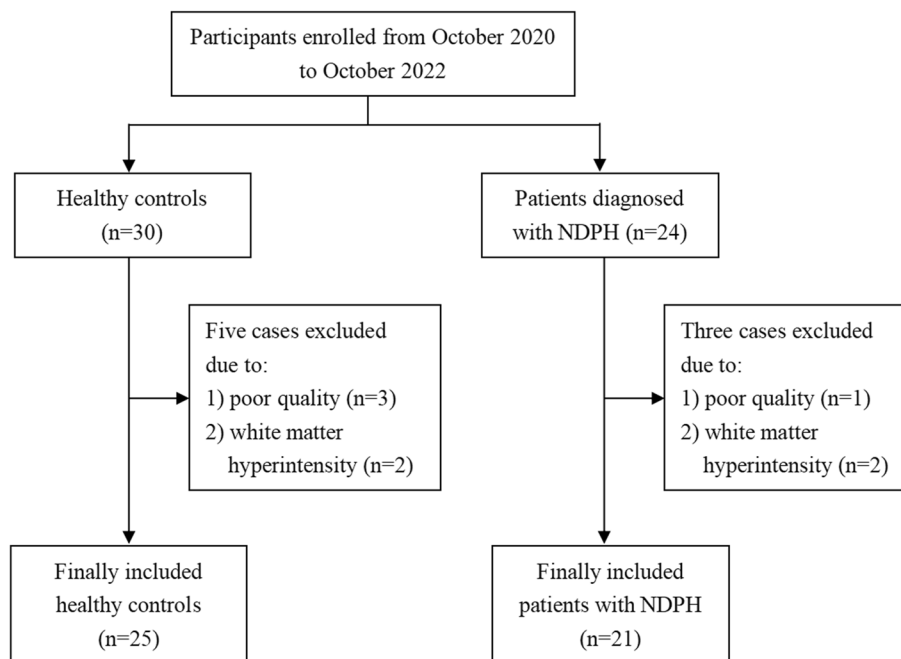 Participants enrolled from October 2020
to October 2022
Healthy controls
(n=30)
Patients diagnosed
with NDPH (n=24)
Five cases excluded
due to:
1) poor quality (n=3)
2) white matter
hyperintensity (n=2)
Three cases excluded
due to:
1) poor quality (n=1)
2) white matter
hyperintensity (n=2)
Finally included
healthy controls
(n=25)
Finally included
patients with NDPH
(n=21)